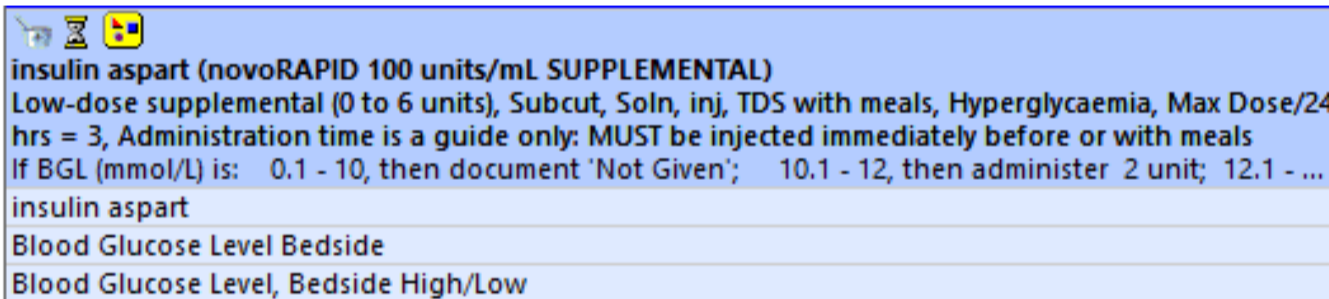 insulin aspart (novoRAPID 100 units/mL SUPPLEMENTAL)
Low-dose supplemental (0 to 6 units), Subcut, Soln, inj, TDS with meals, Hyperglycaemia, Max Dose/24
hrs = 3, Administration time is a guide only: MUST be injected immediately before or with meals
If BGL (mmol/L) is:   0.1 - 10, then document 'Not Given';    10.1 - 12, then administer  2 unit;  12.1 - ...
insulin aspart
Blood Glucose Level Bedside
Blood Glucose Level, Bedside High/Low